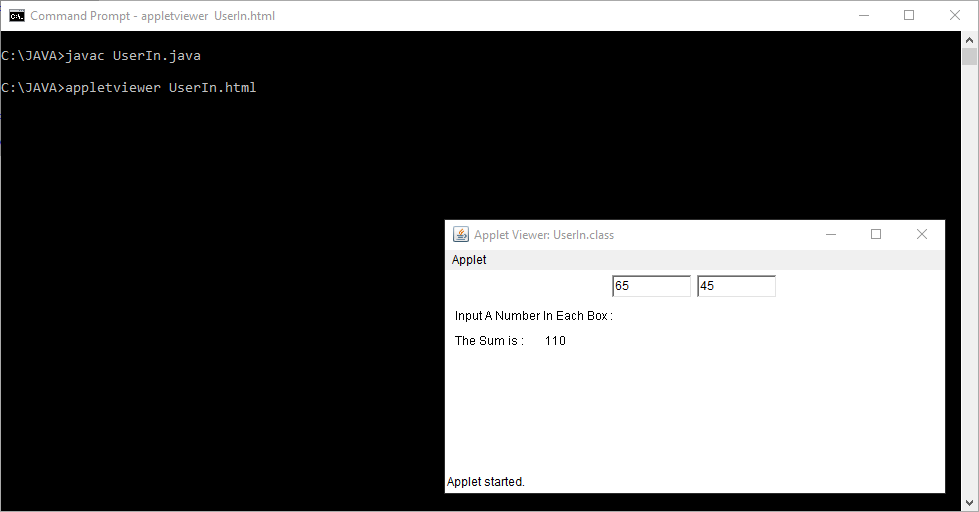 Command Prompt - appletviewer  UserIn.html
C:\JAVA>javac UserIn.java
C:\JAVA>appletviewer UserIn.html
Applet Viewer: UserIn.class
Applet
65 45
Input A Number In Each Box :
The Sum is : 110
Applet started.